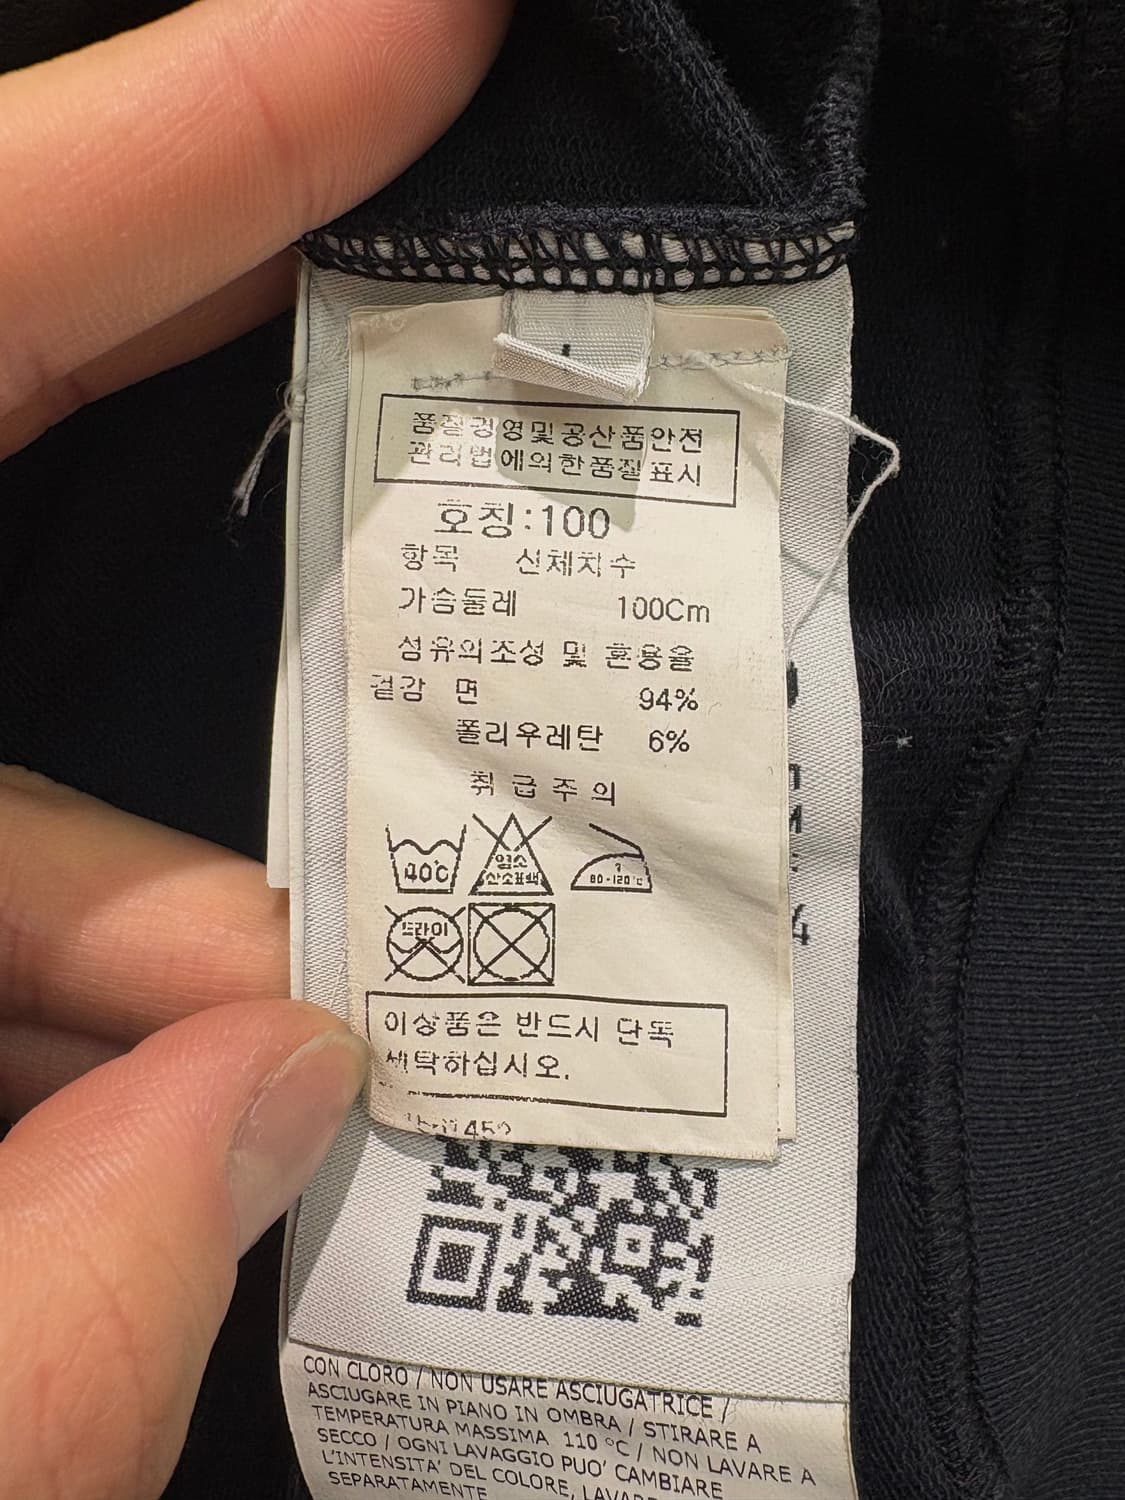 품질경영및공산품안전
관리법에의한품질표시
호칭:100
항목 신체치수
가슴둘레 100Cm
섬유의조성 및 혼용율
겉감 면 94%
폴리우레탄 6%
취급주의
40℃
염소
산소표백
80-120℃
드라이
이상품은 반드시 단독
세탁하십시오.
CON CLORO / NON USARE ASCIUGATRICE /
ASCIUGARE IN PIANO IN OMBRA / STIRARE A
TEMPERATURA MASSIMA 110 °C / NON LAVARE A
SECCO / OGNI LAVAGGIO PUO' CAMBIARE
L'INTENSITA' DEL COLORE, LAVARE
SEPARATAMENTE